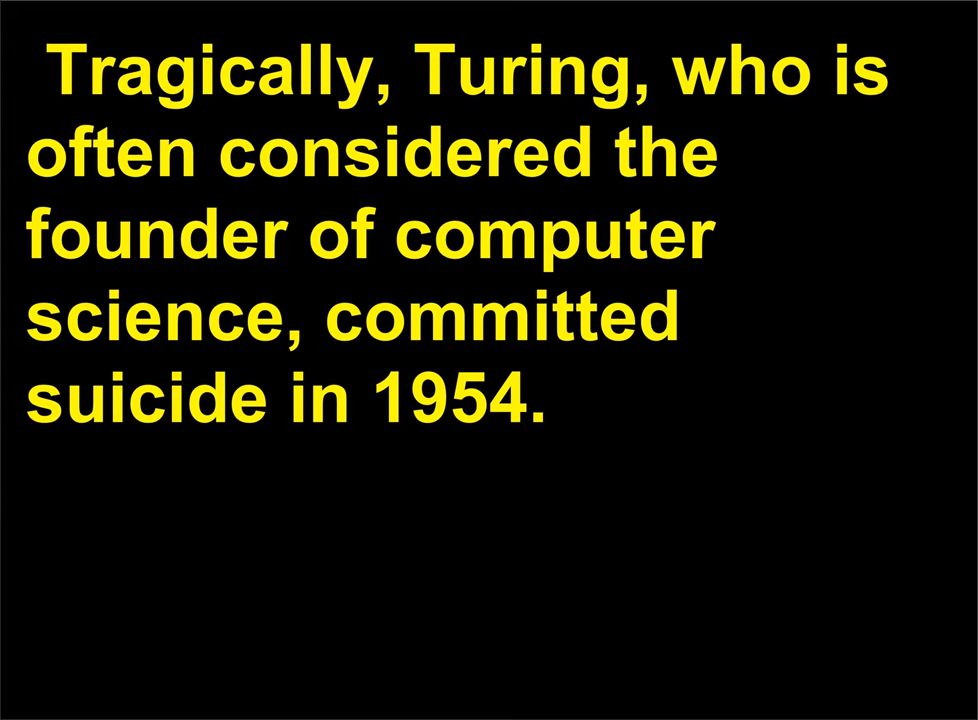 Tragically, Turing, who is
often considered the
founder of computer
science, committed
suicide in 1954.